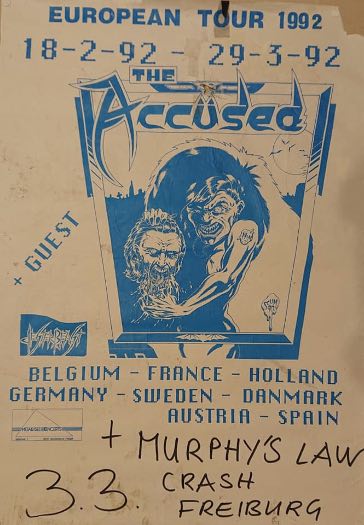 EUROPEAN TOUR 1992
18-2-92 - 29-3-92
THE
Accüsed
+ GUEST
BELGIUM - FRANCE - HOLLAND
GERMANY - SWEDEN - DANMARK
AUSTRIA - SPAIN
+ MURPHY'S LAW
3.3. CRASH
FREIBURG